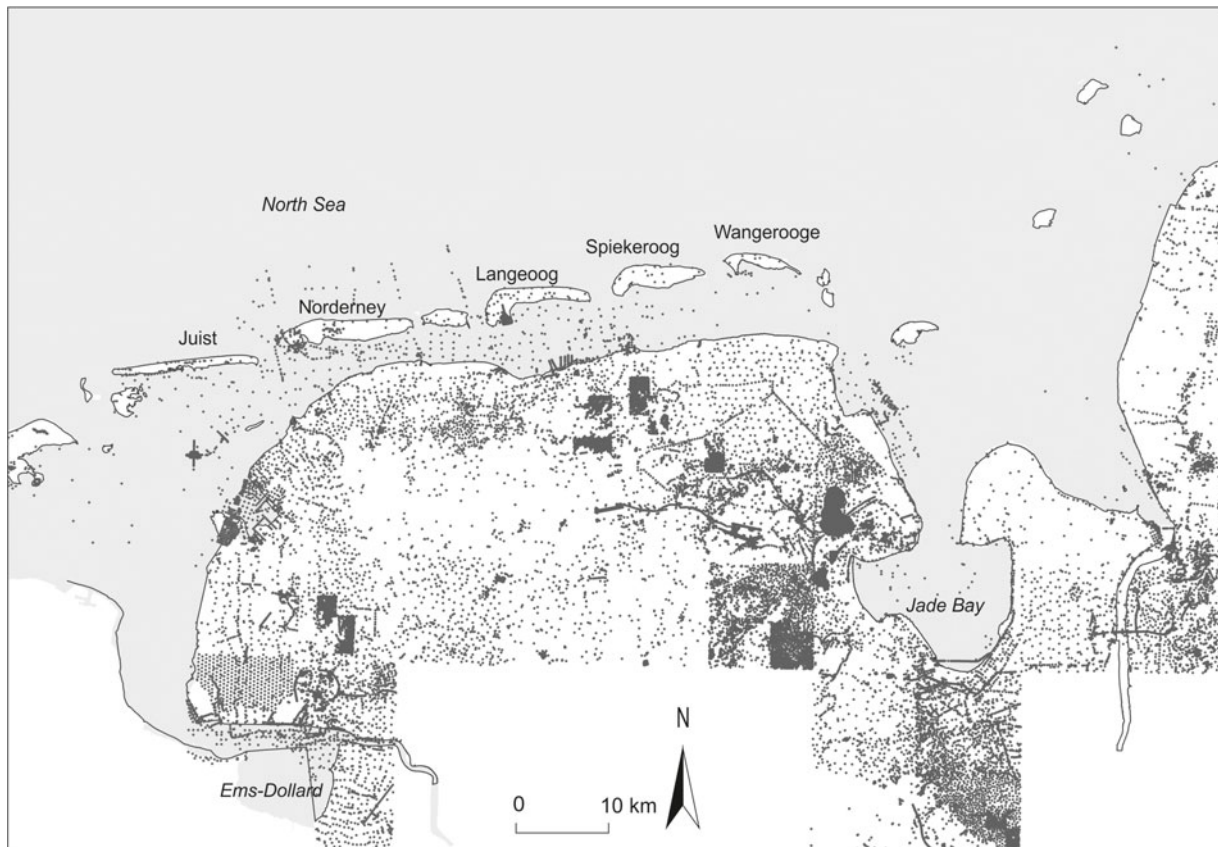 North Sea
Wangerooge
Spiekeroog
Langeoog
Norderney
Juist
Jade Bay
N
Ems-Dollard
0 10 km